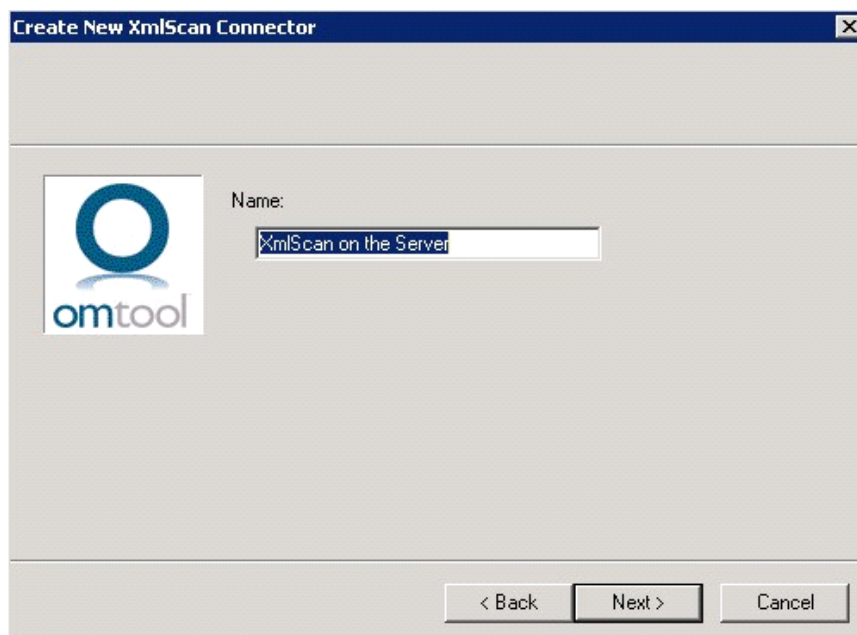 Create New XmlScan Connector
Name:
XmlScan on the Server
omtool
< Back
Next >
Cancel